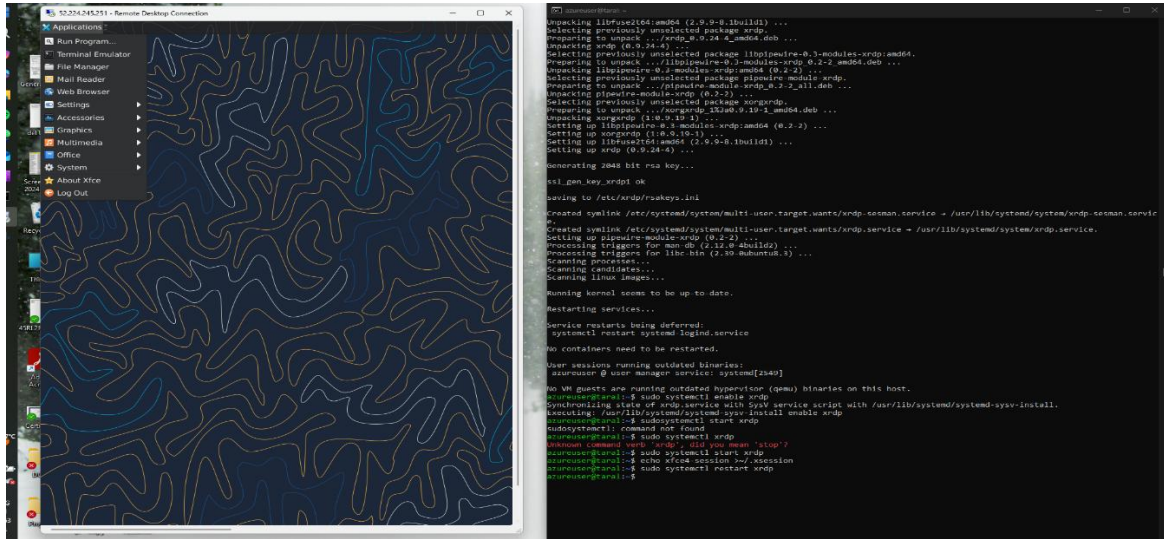 52.224.245.251 - Remote Desktop Connection
Applications
Run Program...
Terminal Emulator
File Manager
Mail Reader
Web Browser
Settings
Accessories
Graphics
Multimedia
Office
System
About Xfce
Log Out
azureuser@taral: ~
Unpacking libfuse2t64:amd64 (2.9.9-8.1build1) ...
Selecting previously unselected package xrdp.
Preparing to unpack .../xrdp_0.9.24-4_amd64.deb ...
Unpacking xrdp (0.9.24-4) ...
Selecting previously unselected package libpipewire-0.3-modules-xrdp:amd64.
Preparing to unpack .../libpipewire-0.3-modules-xrdp_0.2-2_amd64.deb ...
Unpacking libpipewire-0.3-modules-xrdp:amd64 (0.2-2) ...
Selecting previously unselected package pipewire-module-xrdp.
Preparing to unpack .../pipewire-module-xrdp_0.2-2_all.deb ...
Unpacking pipewire-module-xrdp (0.2-2) ...
Selecting previously unselected package xorgxrdp.
Preparing to unpack .../xorgxrdp_1%3a0.9.19-1_amd64.deb ...
Unpacking xorgxrdp (1:0.9.19-1) ...
Setting up libpipewire-0.3-modules-xrdp:amd64 (0.2-2) ...
Setting up xorgxrdp (1:0.9.19-1) ...
Setting up libfuse2t64:amd64 (2.9.9-8.1build1) ...
Setting up xrdp (0.9.24-4) ...
Generating 2048 bit rsa key...
ssl_gen_key_xrdp1 ok
saving to /etc/xrdp/rsakeys.ini
Created symlink /etc/systemd/system/multi-user.target.wants/xrdp-sesman.service → /usr/lib/systemd/system/xrdp-sesman.servic
e.
Created symlink /etc/systemd/system/multi-user.target.wants/xrdp.service → /usr/lib/systemd/system/xrdp.service.
Setting up pipewire-module-xrdp (0.2-2) ...
Processing triggers for man-db (2.12.0-4build2) ...
Processing triggers for libc-bin (2.39-0ubuntu8.3) ...
Scanning processes...
Scanning candidates...
Scanning linux images...
Running kernel seems to be up-to-date.
Restarting services...
Service restarts being deferred:
systemctl restart systemd-logind.service
No containers need to be restarted.
User sessions running outdated binaries:
azureuser @ user manager service: systemd[2549]
No VM guests are running outdated hypervisor (qemu) binaries on this host.
azureuser@taral:~$ sudo systemctl enable xrdp
Synchronizing state of xrdp.service with SysV service script with /usr/lib/systemd/systemd-sysv-install.
Executing: /usr/lib/systemd/systemd-sysv-install enable xrdp
azureuser@taral:~$ sudosystemctl start xrdp
sudosystemctl: command not found
azureuser@taral:~$ sudo systemctl xrdp
Unknown command verb 'xrdp', did you mean 'stop'?
azureuser@taral:~$ sudo systemctl start xrdp
azureuser@taral:~$ echo xfce4-session >~/.xsession
azureuser@taral:~$ sudo systemctl restart xrdp
azureuser@taral:~$